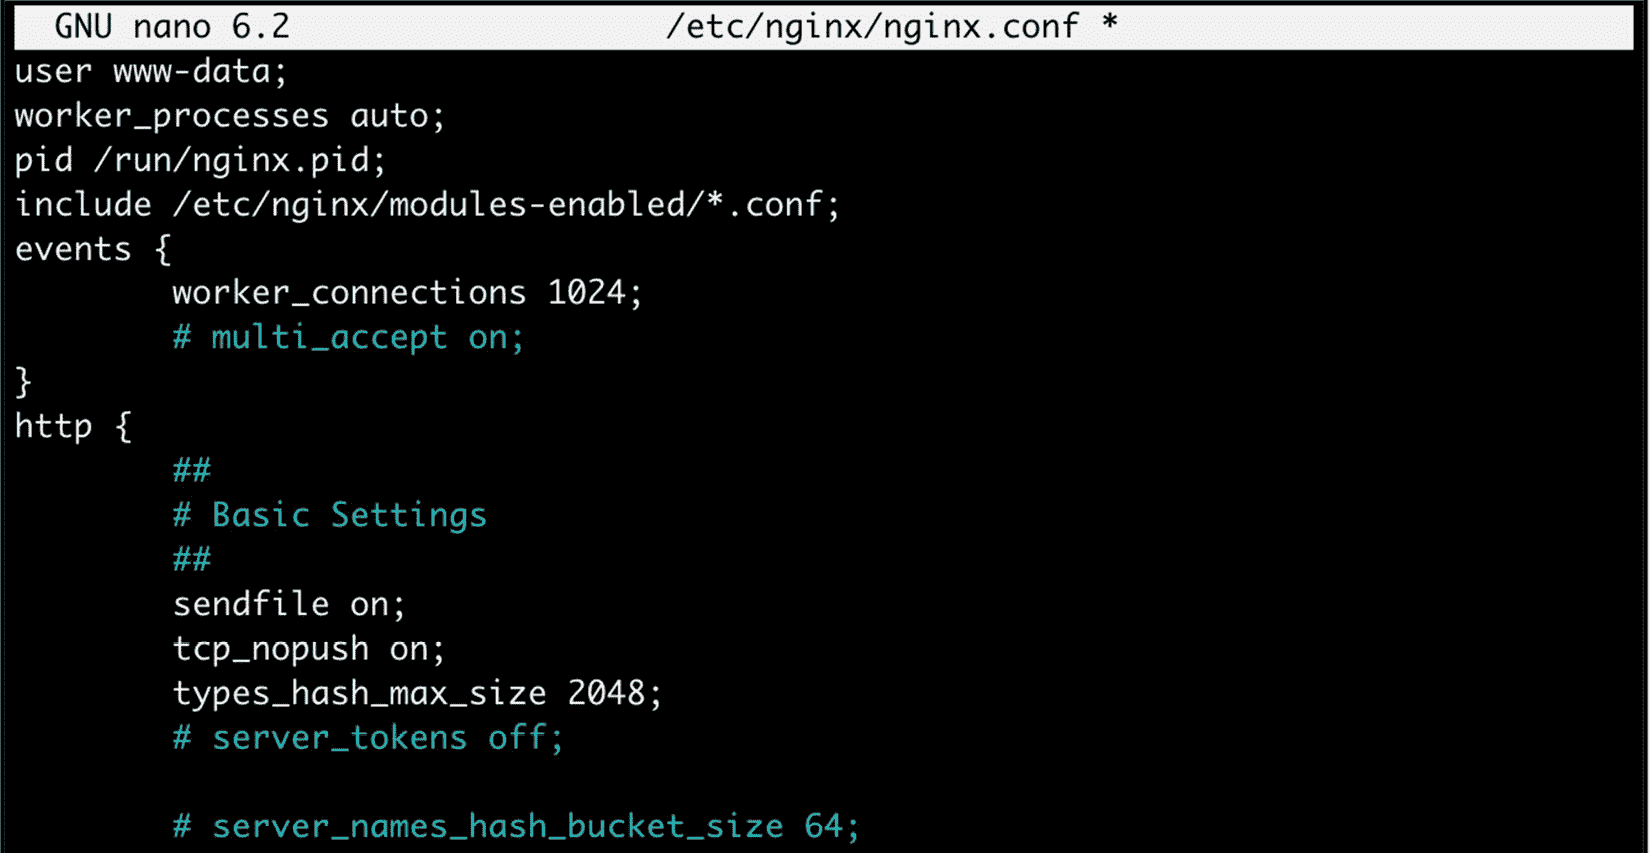 GNU nano 6.2 /etc/nginx/nginx.conf *
user www-data;
worker_processes auto;
pid /run/nginx.pid;
include /etc/nginx/modules-enabled/*.conf;
events {
worker_connections 1024;
# multi_accept on;
}
http {
##
# Basic Settings
##
sendfile on;
tcp_nopush on;
types_hash_max_size 2048;
# server_tokens off;
# server_names_hash_bucket_size 64;